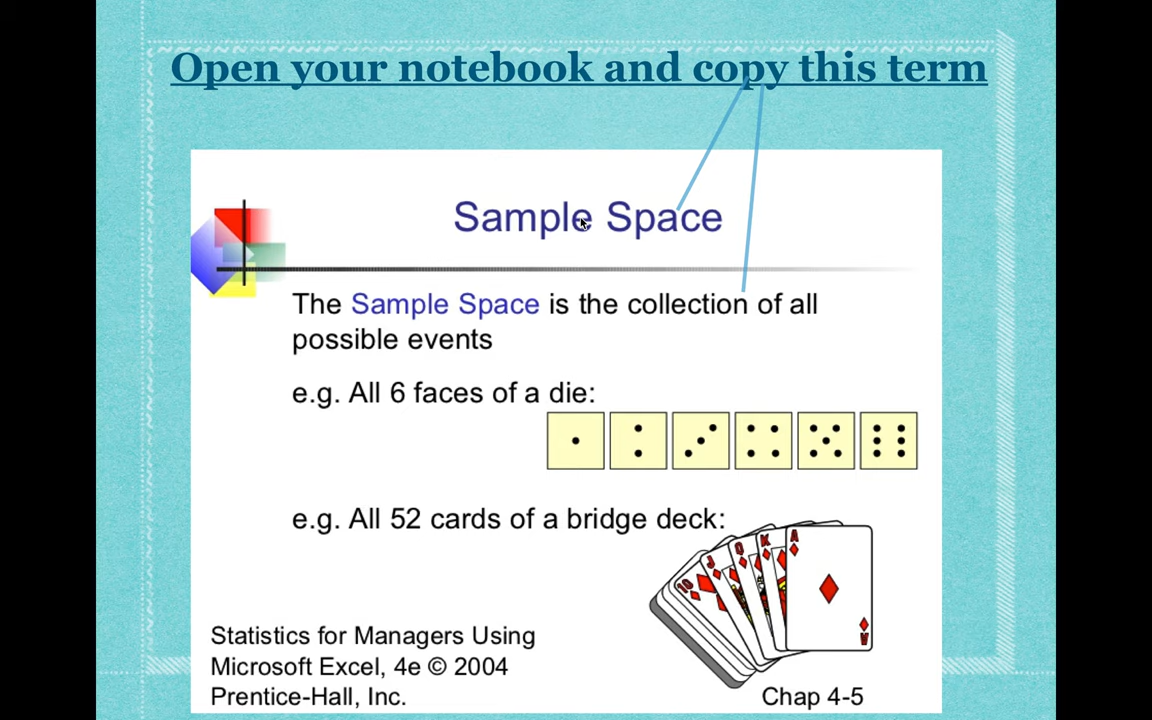 Open your notebook and copy this term
Sample Space
The Sample Space is the collection of all
possible events
e.g. All 6 faces of a die:
e.g. All 52 cards of a bridge deck:
10 J Q K A
A
Statistics for Managers Using
Microsoft Excel, 4e © 2004
Prentice-Hall, Inc.
Chap 4-5